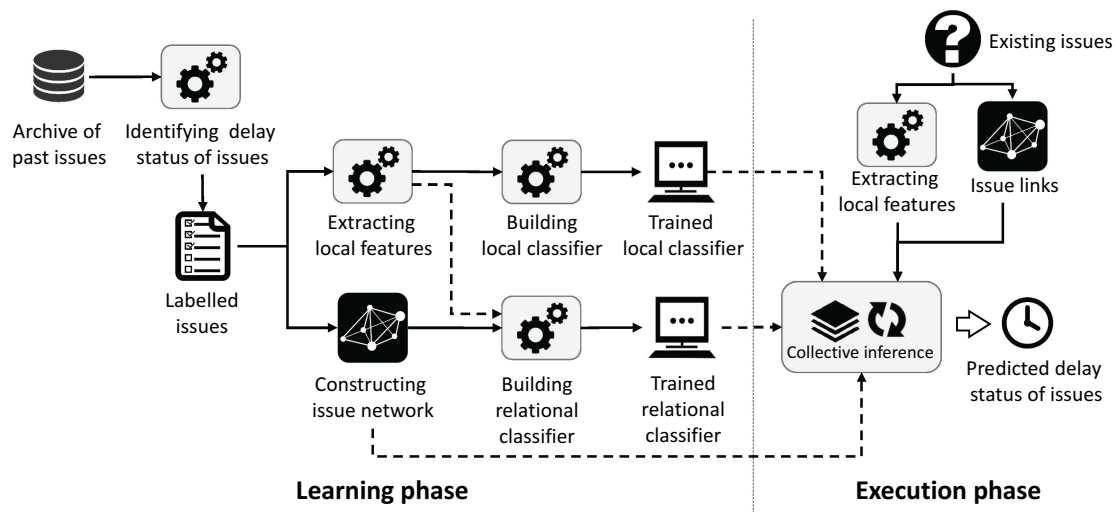 Existing issues
Archive of
past issues
Identifying delay
status of issues
Extracting
local features
Issue links
Extracting
local features
Building
local classifier
Trained
local classifier
Labelled
issues
Collective inference
Predicted delay
status of issues
Constructing
issue network
Building
relational
classifier
Trained
relational
classifier
Learning phase
Execution phase